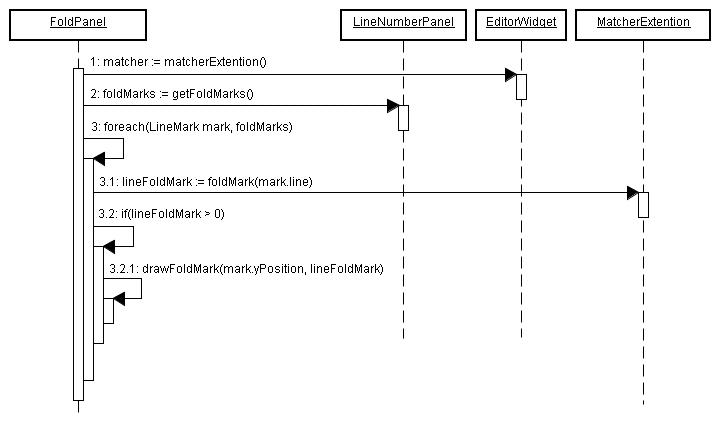 FoldPanel
LineNumberPanel
EditorWidget
MatcherExtention
1: matcher := matcherExtention()
2: foldMarks := getFoldMarks()
3: foreach(LineMark mark, foldMarks)
3.1: lineFoldMark := foldMark(mark.line)
3.2: if(lineFoldMark > 0)
3.2.1: drawFoldMark(mark.yPosition, lineFoldMark)